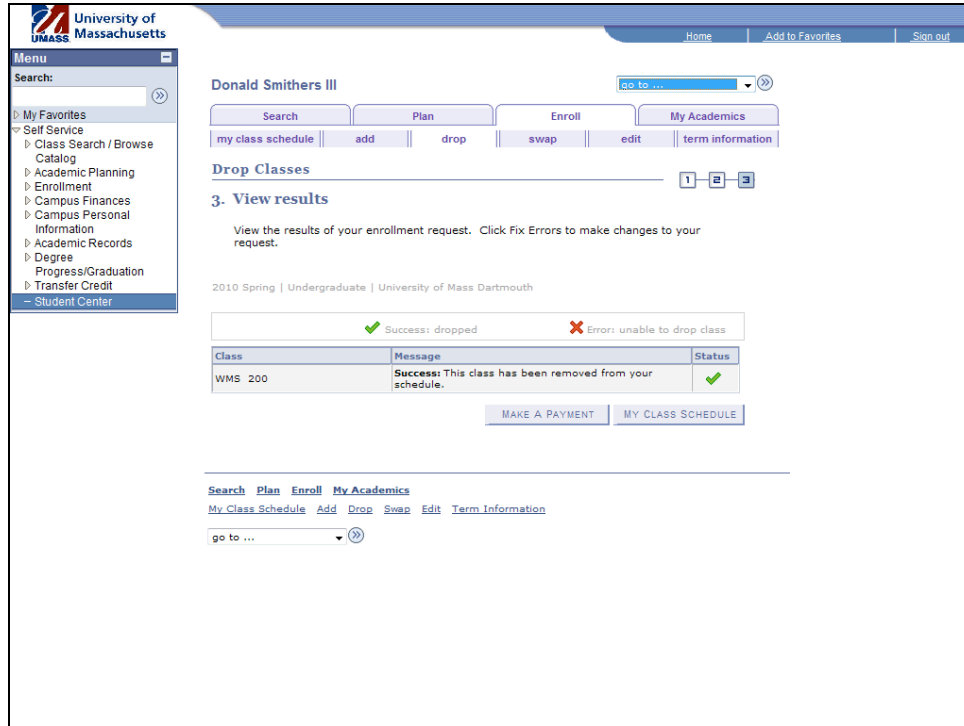 University of
Massachusetts
UMASS
Home Add to Favorites Sign out
Menu
Search:
My Favorites
Self Service
Class Search / Browse
Catalog
Academic Planning
Enrollment
Campus Finances
Campus Personal
Information
Academic Records
Degree
Progress/Graduation
Transfer Credit
Student Center
Donald Smithers III
go to ...
Search Plan Enroll My Academics
my class schedule add drop swap edit term information
Drop Classes
1 2 3
3. View results
View the results of your enrollment request. Click Fix Errors to make changes to your
request.
2010 Spring | Undergraduate | University of Mass Dartmouth
Success: dropped Error: unable to drop class
Class Message Status
WMS 200 Success: This class has been removed from your
schedule.
MAKE A PAYMENT MY CLASS SCHEDULE
Search Plan Enroll My Academics
My Class Schedule Add Drop Swap Edit Term Information
go to ...